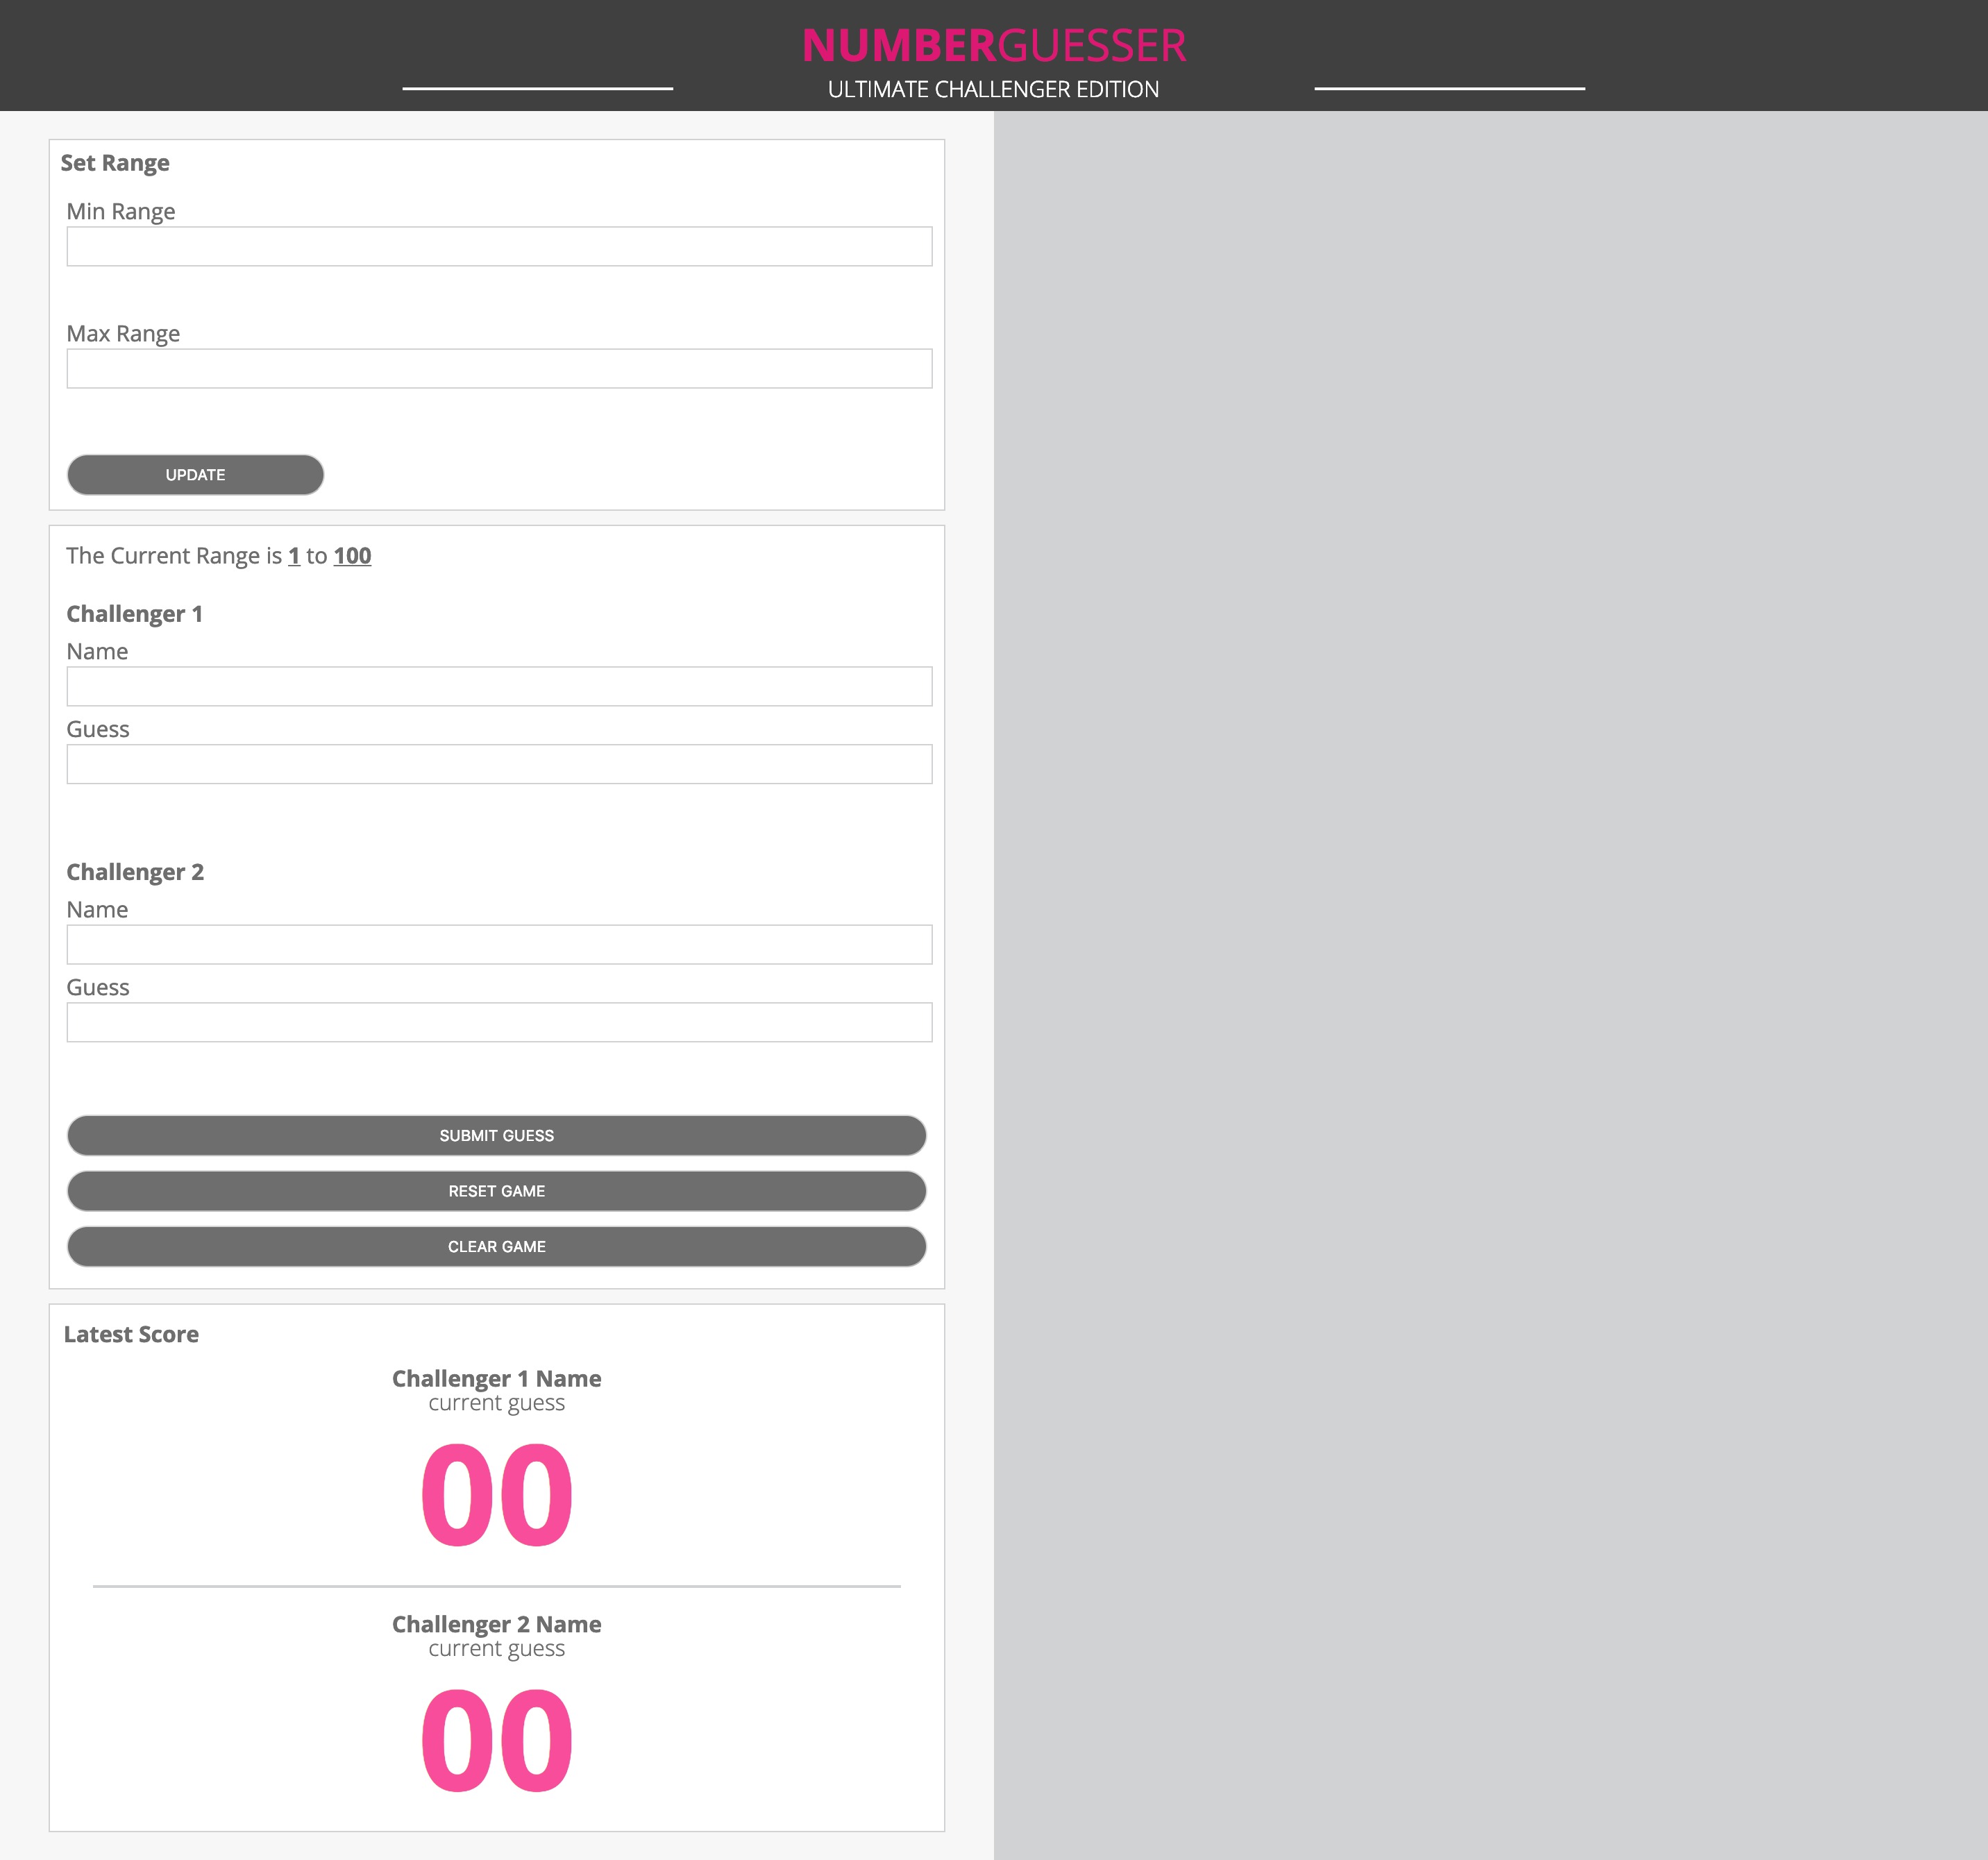 NUMBERGUESSER
ULTIMATE CHALLENGER EDITION
Set Range
Min Range
Max Range
UPDATE
The Current Range is 1 to 100
Challenger 1
Name
Guess
Challenger 2
Name
Guess
SUBMIT GUESS
RESET GAME
CLEAR GAME
Latest Score
Challenger 1 Name
current guess
00
Challenger 2 Name
current guess
00